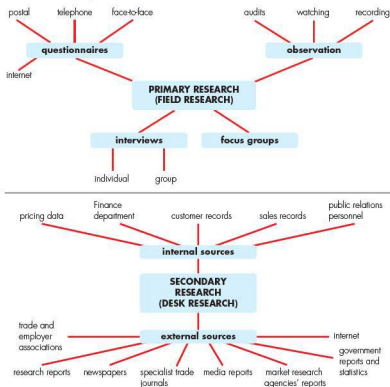 postal
telephone
face-to-face
audits
watching
recording
questionnaires
observation
internet
PRIMARY RESEARCH
(FIELD RESEARCH)
interviews
focus groups
individual
group
pricing data
Finance
department
customer records
sales records
public relations
personnel
internal sources
SECONDARY
RESEARCH
(DESK RESEARCH)
trade and
employer
associations
external sources
internet
government
reports and
statistics
research reports
newspapers
specialist trade
journals
media reports
market research
agencies' reports